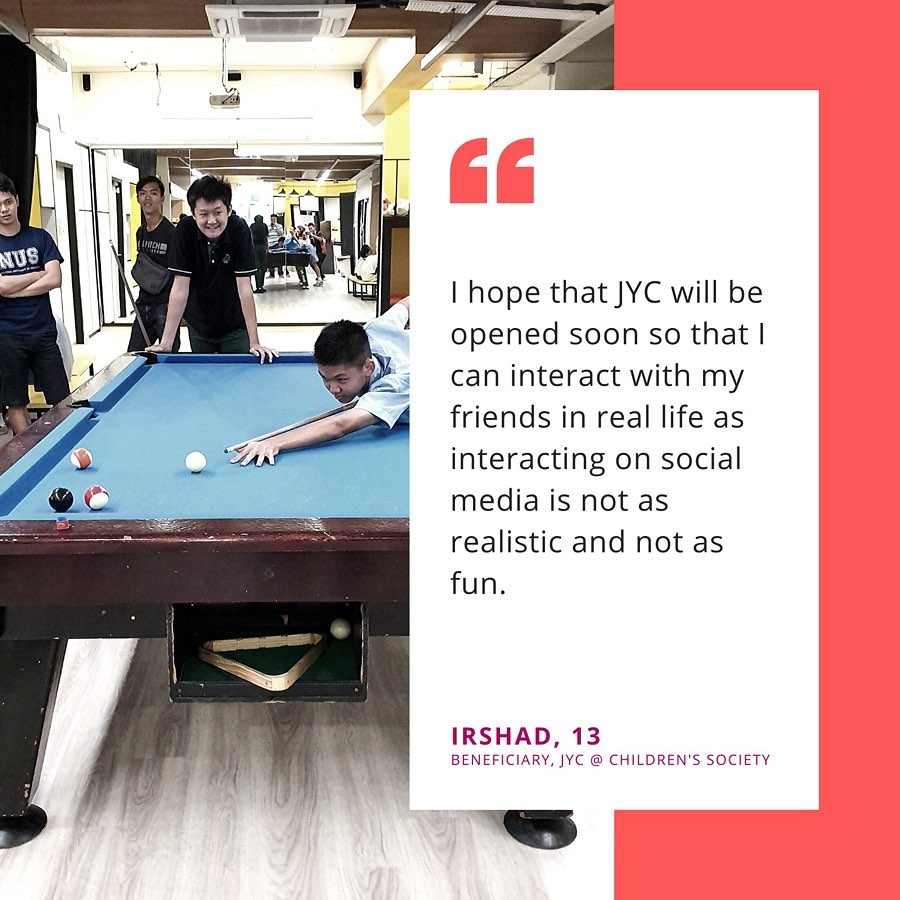 NUS
FITCH
I hope that JYC will be
opened soon so that I
can interact with my
friends in real life as
interacting on social
media is not as
realistic and not as
fun.
IRSHAD, 13
BENEFICIARY, JYC @ CHILDREN'S SOCIETY